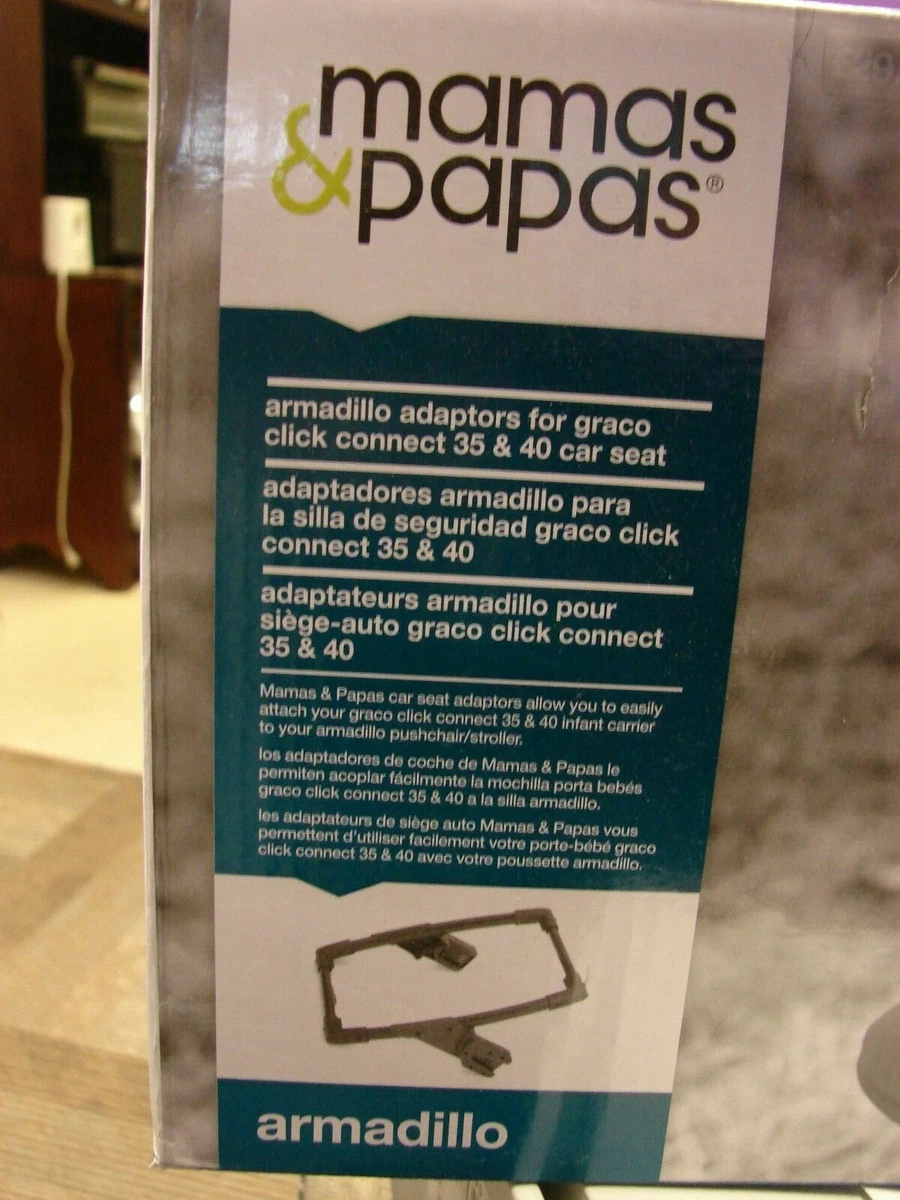 mamas
&papas®
armadillo adaptors for graco
click connect 35 & 40 car seat
adaptadores armadillo para
la silla de seguridad graco click
connect 35 & 40
adaptateurs armadillo pour
siège-auto graco click connect
35 & 40
Mamas & Papas car seat adaptors allow you to easily
attach your graco click connect 35 & 40 infant carrier
to your armadillo pushchair/stroller.
los adaptadores de coche de Mamas & Papas le
permiten acoplar fácilmente la mochilla porta bebés
graco click connect 35 & 40 a la silla armadillo.
les adaptateurs de siège auto Mamas & Papas vous
permettent d'utiliser facilement votre porte-bébé graco
click connect 35 & 40 avec votre poussette armadillo.
armadillo